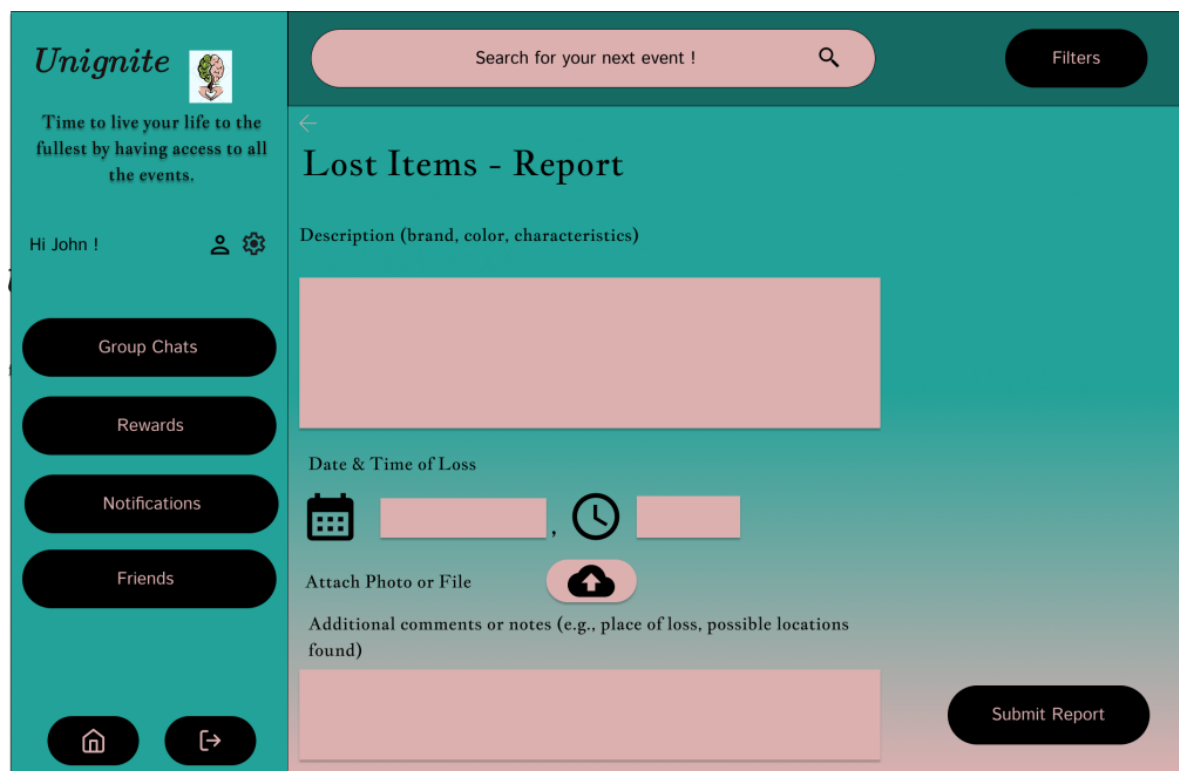 Unignite
Time to live your life to the
fullest by having access to all
the events.
Hi John !
Group Chats
Rewards
Notifications
Friends
Search for your next event !
Filters
Lost Items - Report
Description (brand, color, characteristics)
Date & Time of Loss
,
Attach Photo or File
Additional comments or notes (e.g., place of loss, possible locations
found)
Submit Report